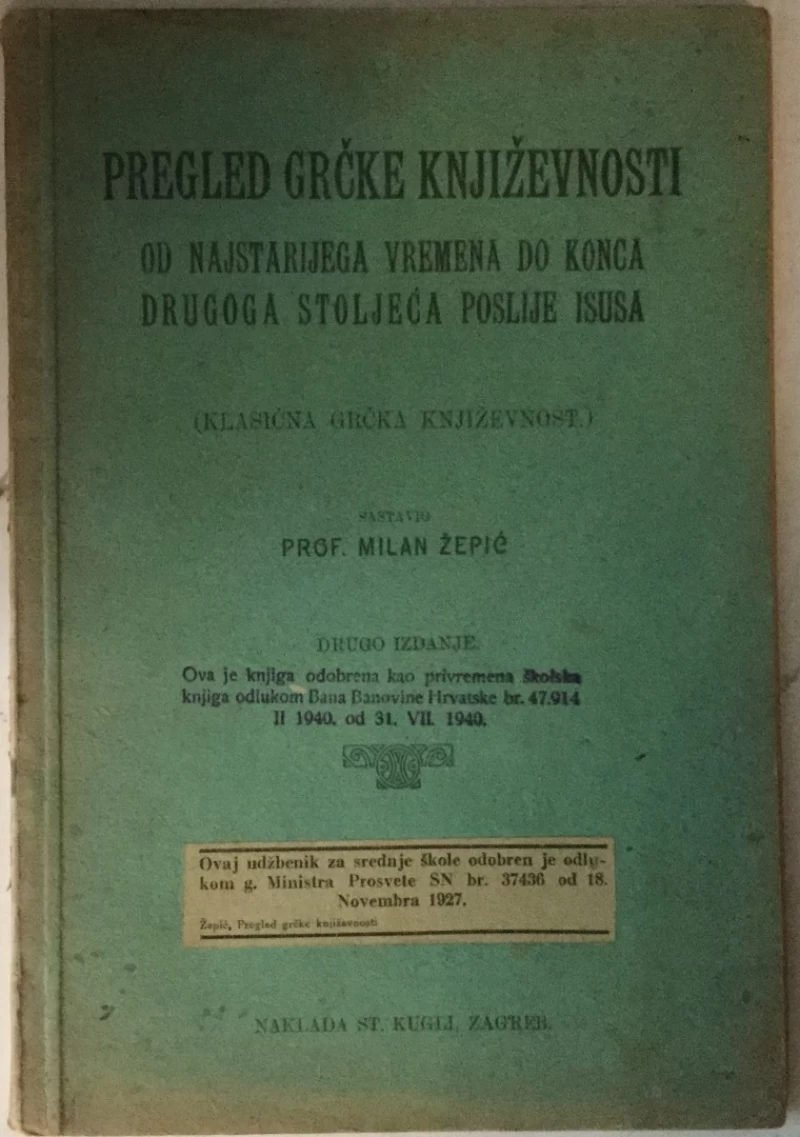 PREGLED GRČKE KNJIŽEVNOSTI
OD NAJSTARIJEGA VREMENA DO KONCA
DRUGOGA STOLJEĆA POSLIJE ISUSA
(KLASIČNA GRČKA KNJIŽEVNOST.)
SASTAVIO
PROF. MILAN ŽEPIĆ
DRUGO IZDANJE.
Ova je knjiga odobrena kao privremena školska
knjiga odlukom Bana Banovine Hrvatske br. 47.914
II 1940. od 31. VII. 1940.
Ovaj udžbenik za srednje škole odobren je odlu-
kom g. Ministra Prosvete SN br. 37436 od 18.
Novembra 1927.
Žepić, Pregled grčke književnosti
NAKLADA ST. KUGLI, ZAGREB.